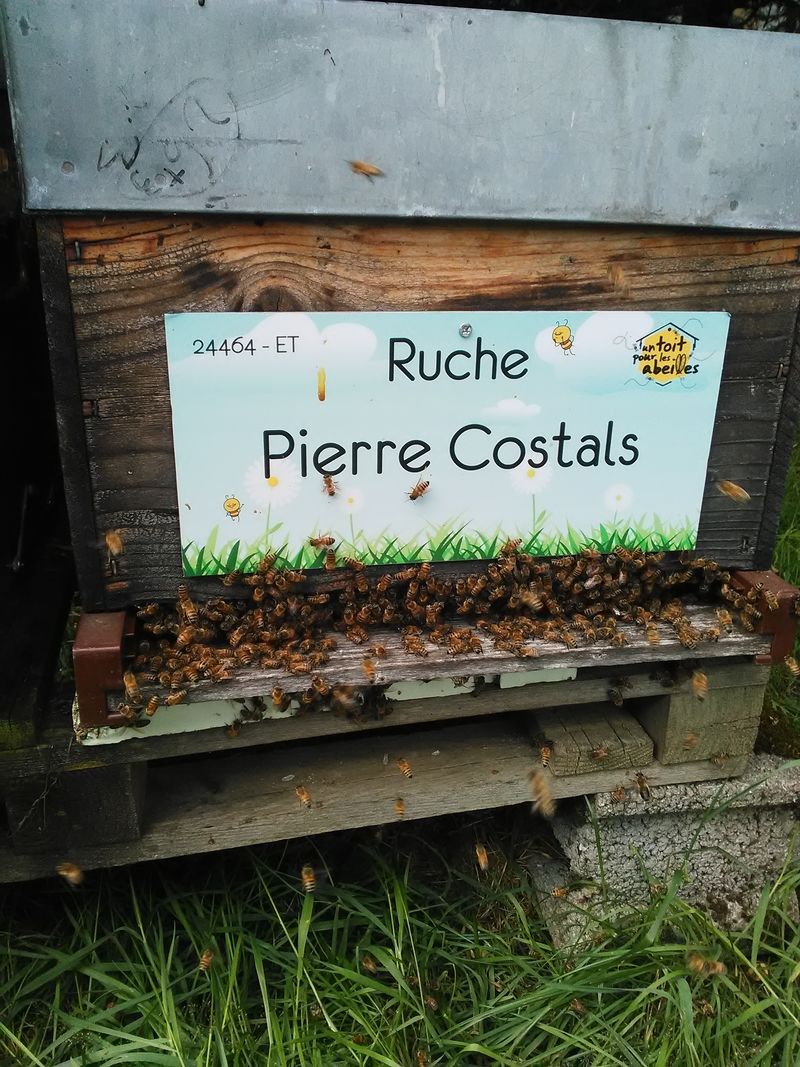 24464 - ET
Ruche
un toit
pour les
abeilles
Pierre Costals